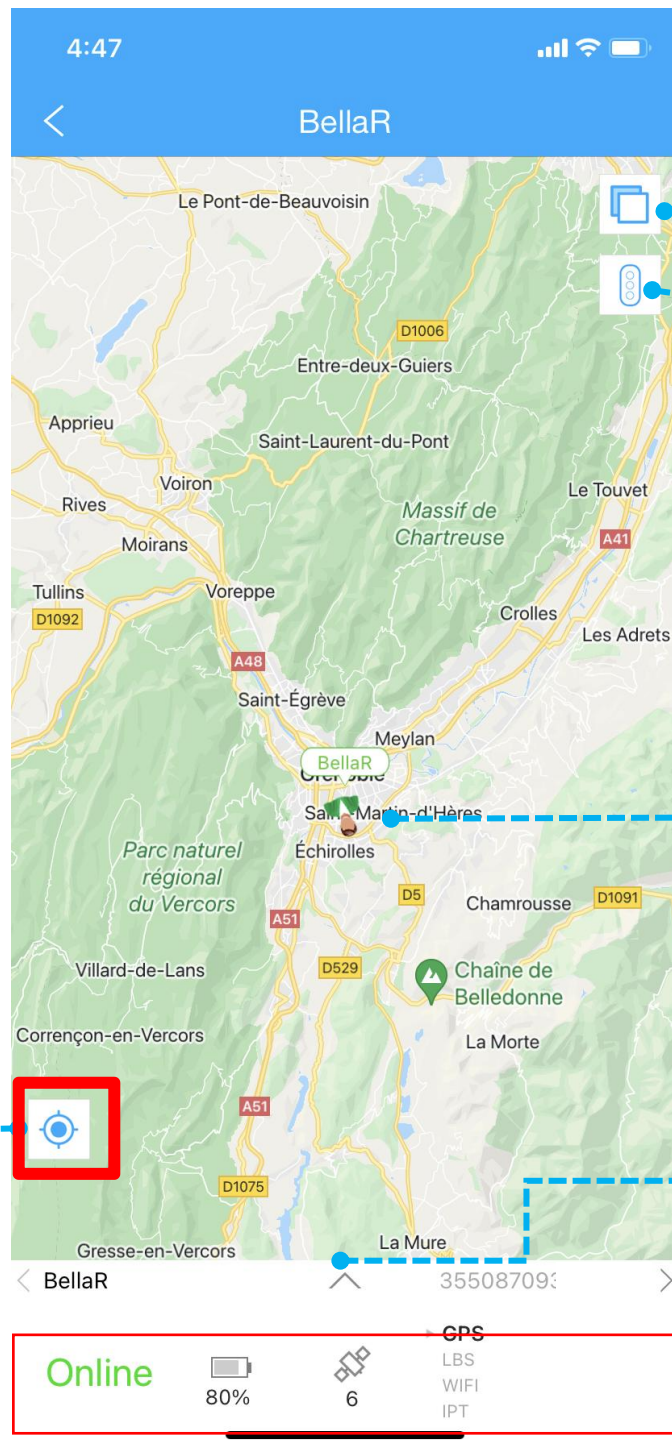 4:47
BellaR
Le Pont-de-Beauvoisin
D1006
Entre-deux-Guiers
Apprieu
Saint-Laurent-du-Pont
Voiron
Le Touvet
Rives
Massif de
Chartreuse
A41
Moirans
Tullins
Voreppe
D1092
Crolles
Les Adrets
A48
Saint-Égrève
Meylan
BellaR
Grenoble
Saint-Martin-d'Hères
Échirolles
Parc naturel
régional
du Vercors
D5
Chamrousse
D1091
A51
Villard-de-Lans
D529
Chaîne de
Belledonne
Corrençon-en-Vercors
La Morte
A51
D1075
La Mure
Gresse-en-Vercors
BellaR
355087093
GPS
Online
LBS
WIFI
80%
6
IPT